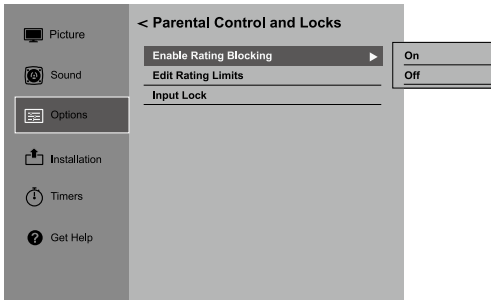 < Parental Control and Locks
Picture
Sound
Options
Installation
Timers
Get Help
Enable Rating Blocking
Edit Rating Limits
Input Lock
On
Off